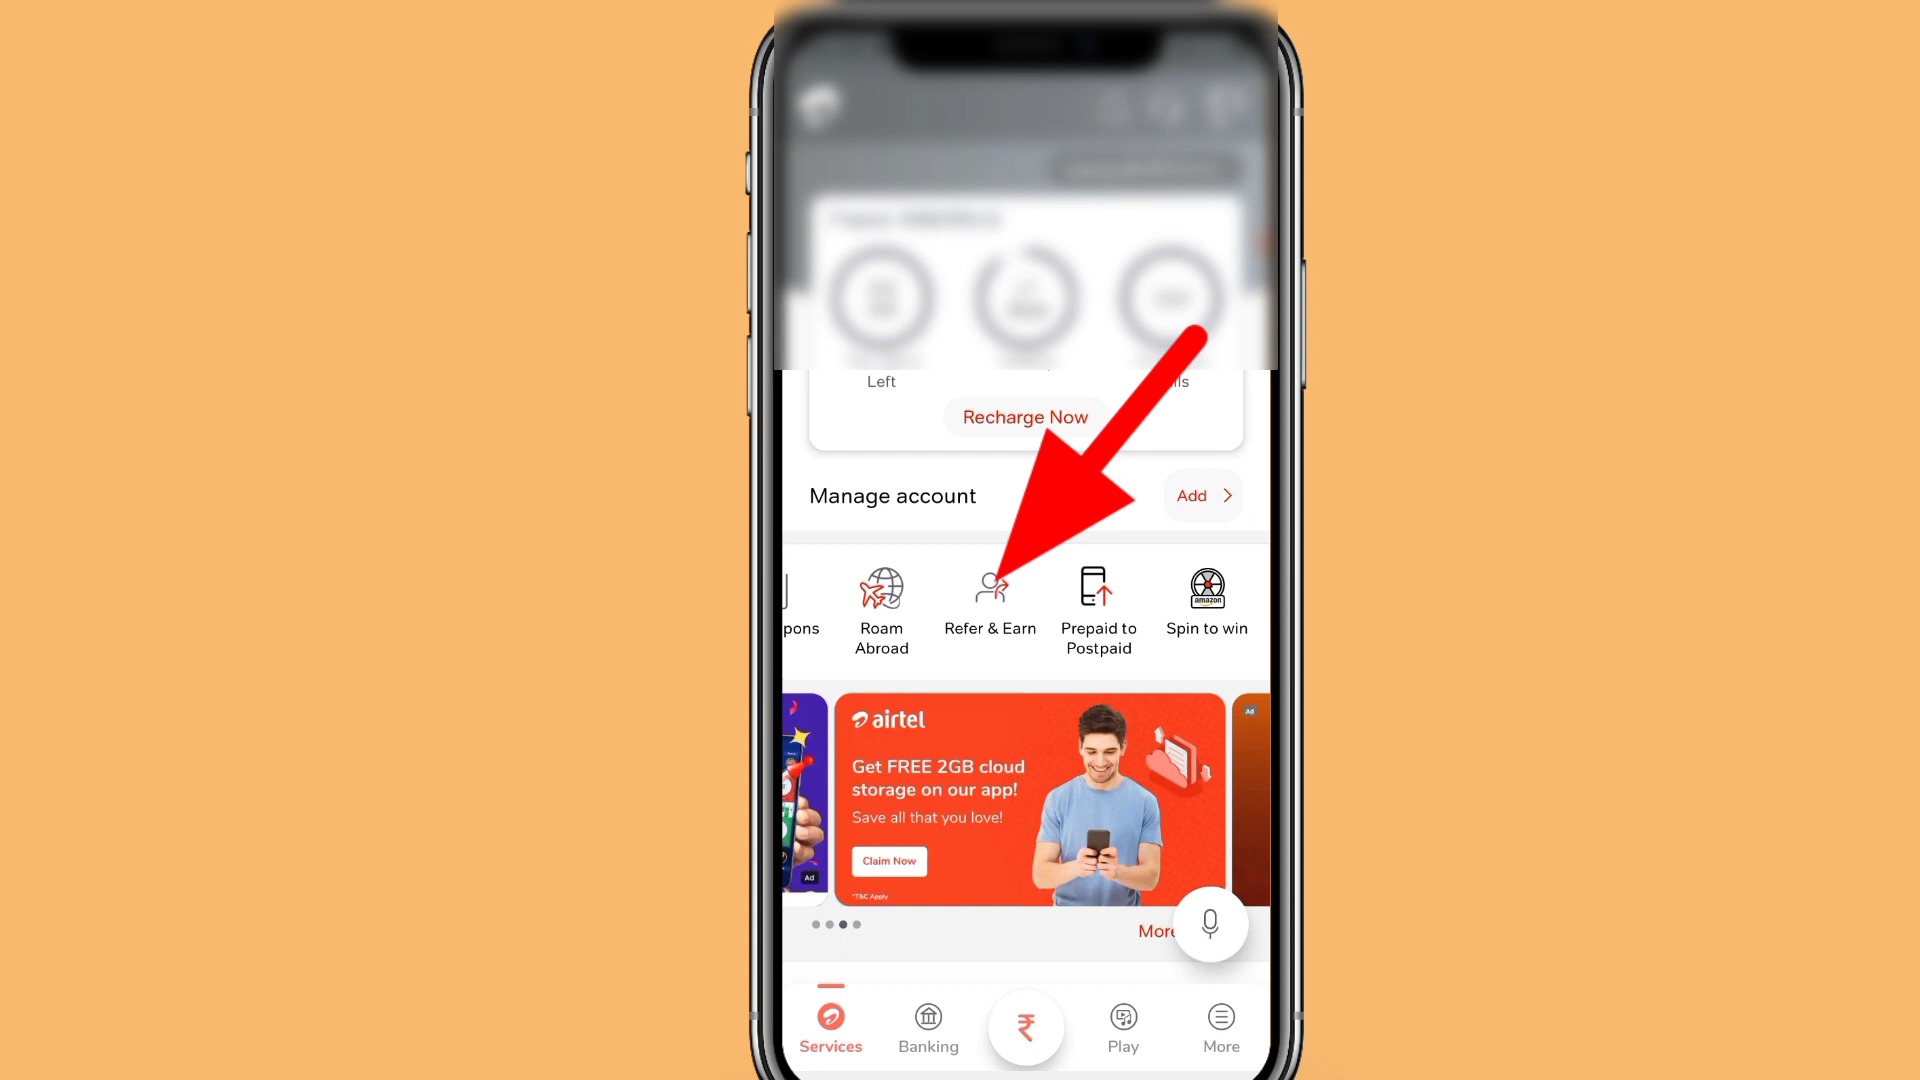 Left
Recharge Now
Manage account
Add
pons
Roam
Abroad
Refer & Earn
Prepaid to
Postpaid
amazon
Spin to win
airtel
Get FREE 2GB cloud
storage on our app!
Save all that you love!
Claim Now
*T&C Apply
Ad
Ad
More
Services
Banking
₹
Play
More